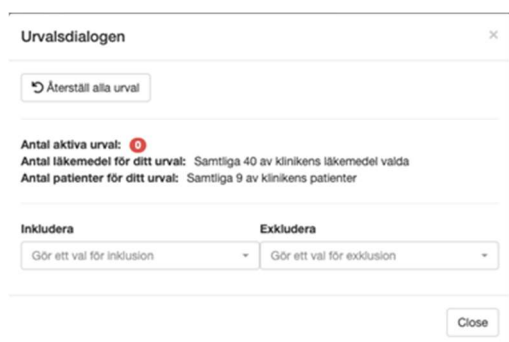 Urvalsdialogen ×
Återställ alla urval
Antal aktiva urval: 0
Antal läkemedel för ditt urval: Samtliga 40 av klinikens läkemedel valda
Antal patienter för ditt urval: Samtliga 9 av klinikens patienter
Inkludera Exkludera
Gör ett val för inklusion Gör ett val för exklusion
Close